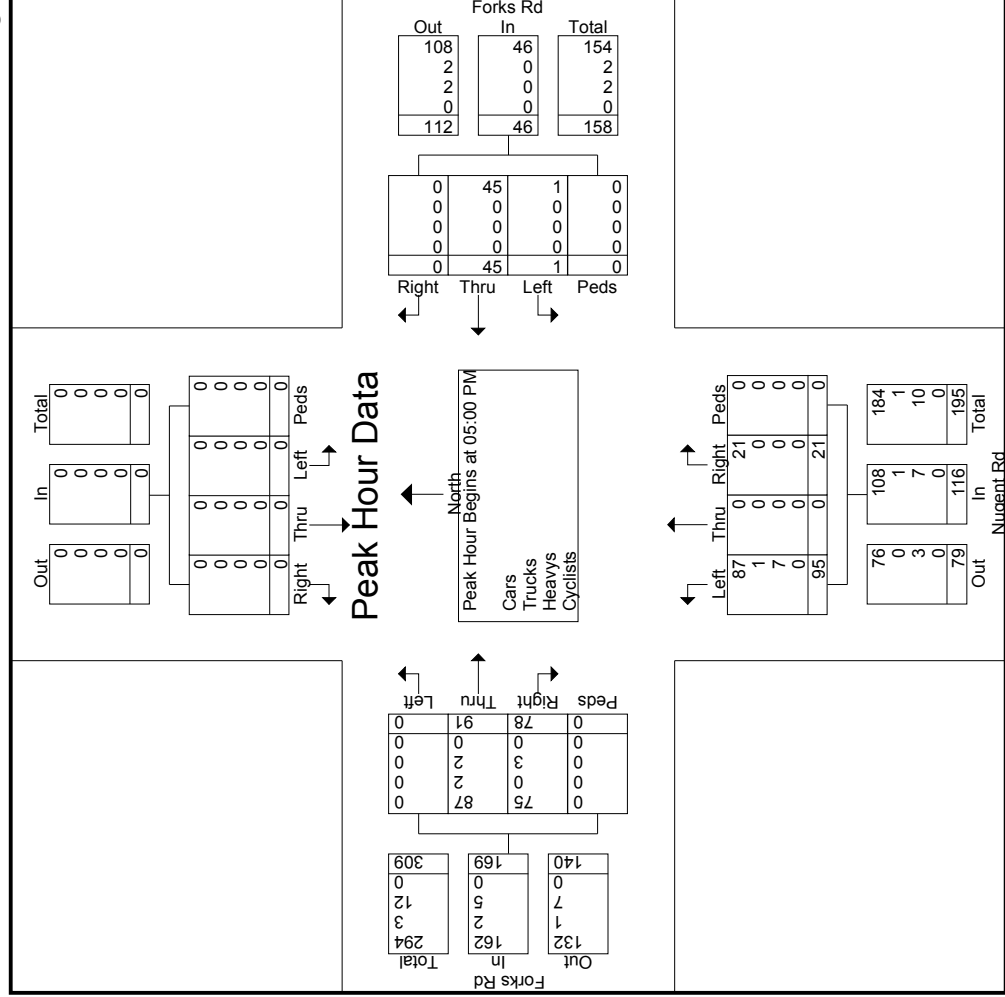 Forks Rd
Out In Total
108 46 154
2 0 2
2 0 2
0 0 0
112 46 158
0 45 1 0
0 0 0 0
0 0 0 0
0 0 0 0
0 45 1 0
Right Thru Left Peds
Out In Total
0 0 0
0 0 0
0 0 0
0 0 0
0 0 0
0 0 0 0
0 0 0 0
0 0 0 0
0 0 0 0
0 0 0 0
Right Thru Left Peds
Peak Hour Data
North
Peak Hour Begins at 05:00 PM
Cars
Trucks
Heavys
Cyclists
Left Thru Right Peds
87 0 21 0
1 0 0 0
7 0 0 0
0 0 0 0
95 0 21 0
76 108 184
0 1 1
3 7 10
0 0 0
79 116 195
Out In Total
Nugent Rd
Peds Right Thru Left
0 78 91 0
0 0 0 0
0 3 2 0
0 0 2 0
0 75 87 0
140 169 309
0 0 0
7 5 12
1 2 3
132 162 294
Out In Total
Forks Rd